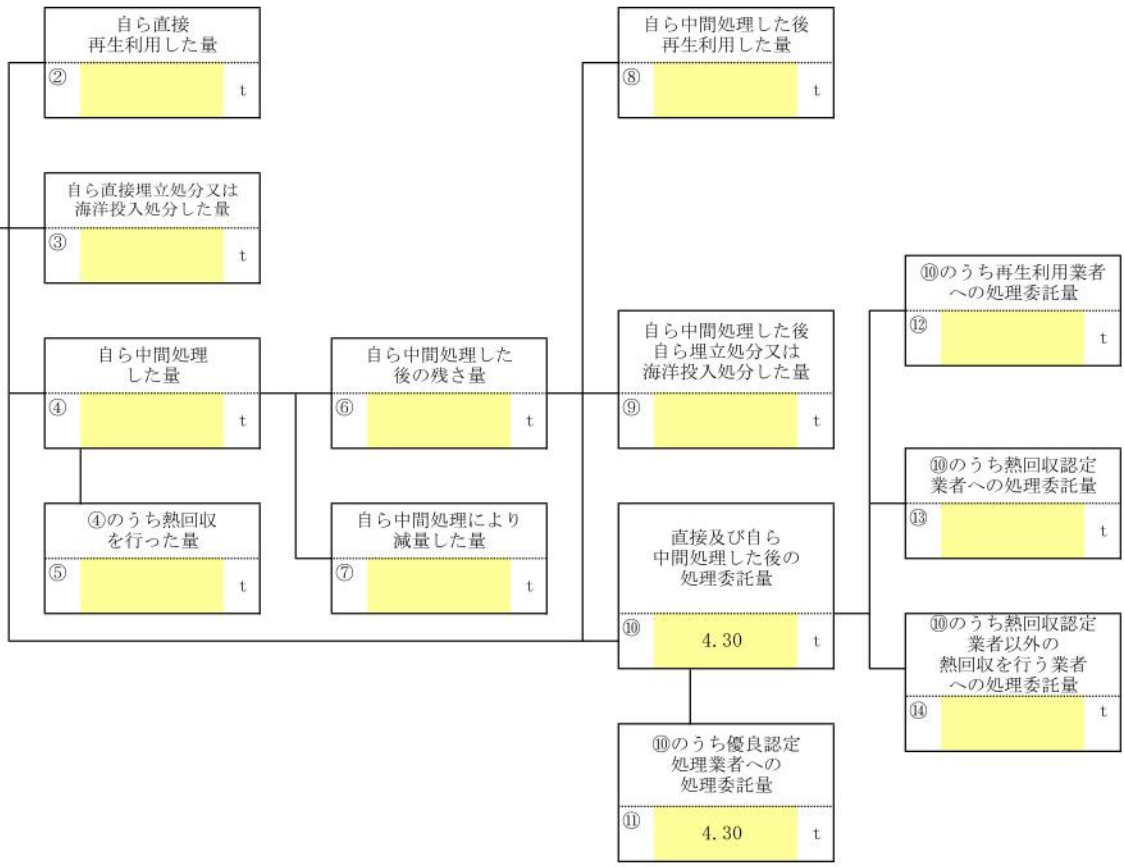 自ら直接
再生利用した量
②
t
自ら中間処理した後
再生利用した量
⑧
t
自ら直接埋立処分又は
海洋投入処分した量
③
t
⑩のうち再生利用業者
への処理委託量
⑫
t
自ら中間処理
した量
④
t
自ら中間処理した
後の残さ量
⑥
t
自ら中間処理した後
自ら埋立処分又は
海洋投入処分した量
⑨
t
⑩のうち熱回収認定
業者への処理委託量
⑬
t
④のうち熱回収
を行った量
⑤
t
自ら中間処理により
減量した量
⑦
t
直接及び自ら
中間処理した後の
処理委託量
⑩
4.30
t
⑩のうち熱回収認定
業者以外の
熱回収を行う業者
への処理委託量
⑭
t
⑩のうち優良認定
処理業者への
処理委託量
⑪
4.30
t